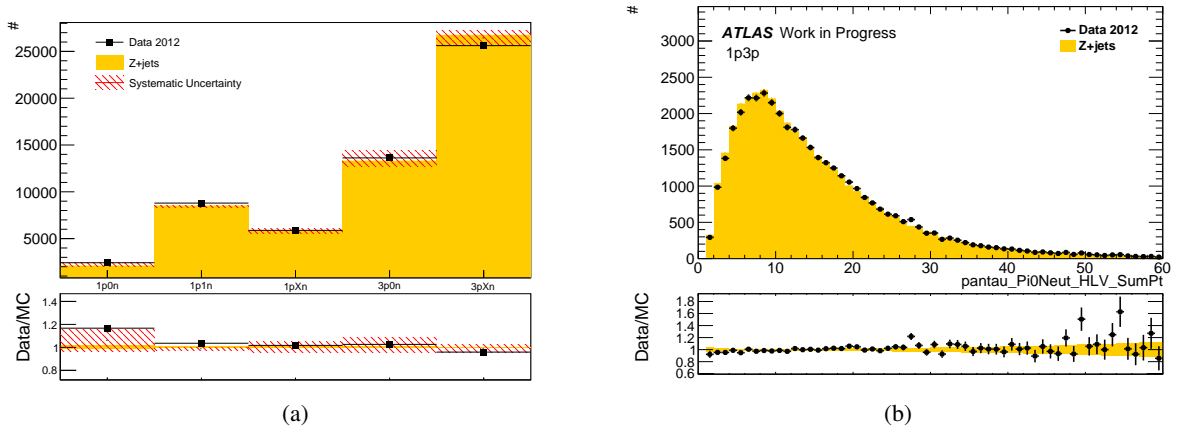 #
25000
20000
15000
10000
5000
Data 2012
Z+jets
Systematic Uncertainty
1p0n
1p1n
1pXn
3p0n
3pXn
Data/MC
1.4
1.2
1.0
0.8
(a)
#
3000
2500
2000
1500
1000
500
0
ATLAS Work in Progress
1p3p
Data 2012
Z+jets
0 10 20 30 40 50 60
pantau_Pi0Neut_HLV_SumPt
Data/MC
1.8
1.6
1.4
1.2
1.0
0.8
0.6
(b)